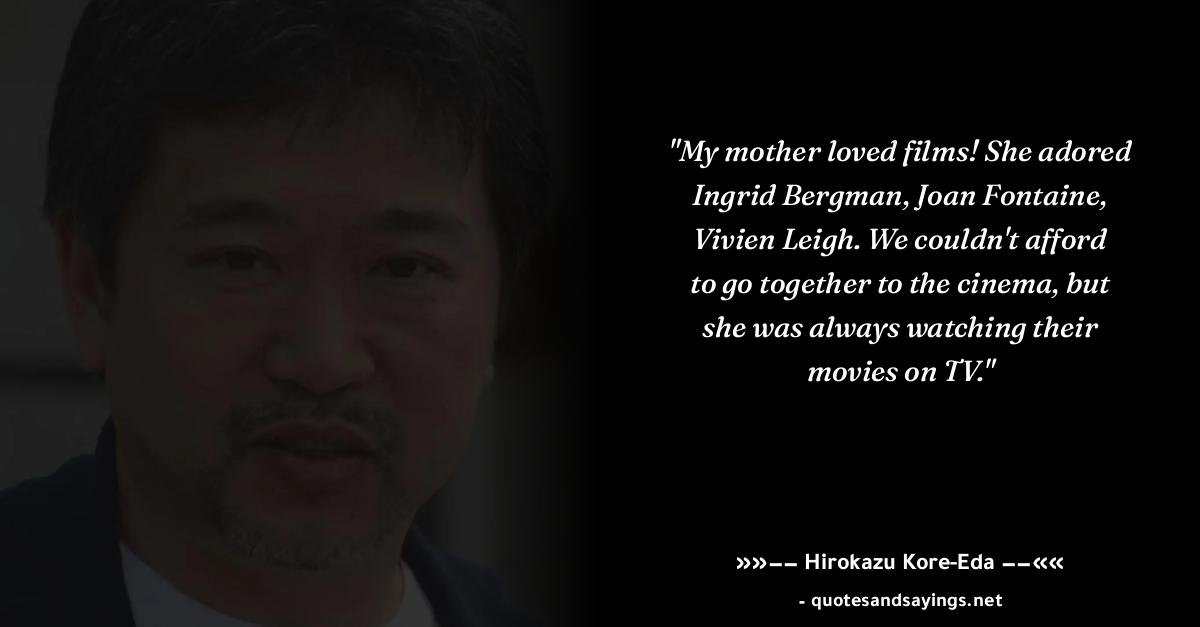 "My mother loved films! She adored
Ingrid Bergman, Joan Fontaine,
Vivien Leigh. We couldn't afford
to go together to the cinema, but
she was always watching their
movies on TV."
»»−− Hirokazu Kore-Eda −−««
- quotesandsayings.net